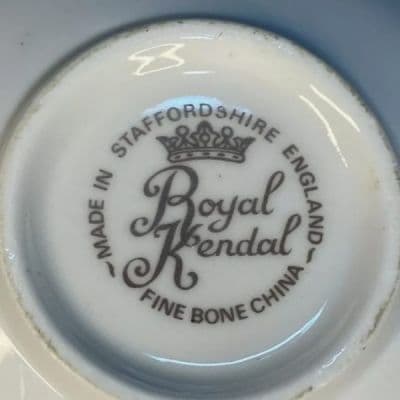 MADE IN STAFFORDSHIRE ENGLAND
Royal
Kendal
FINE BONE CHINA